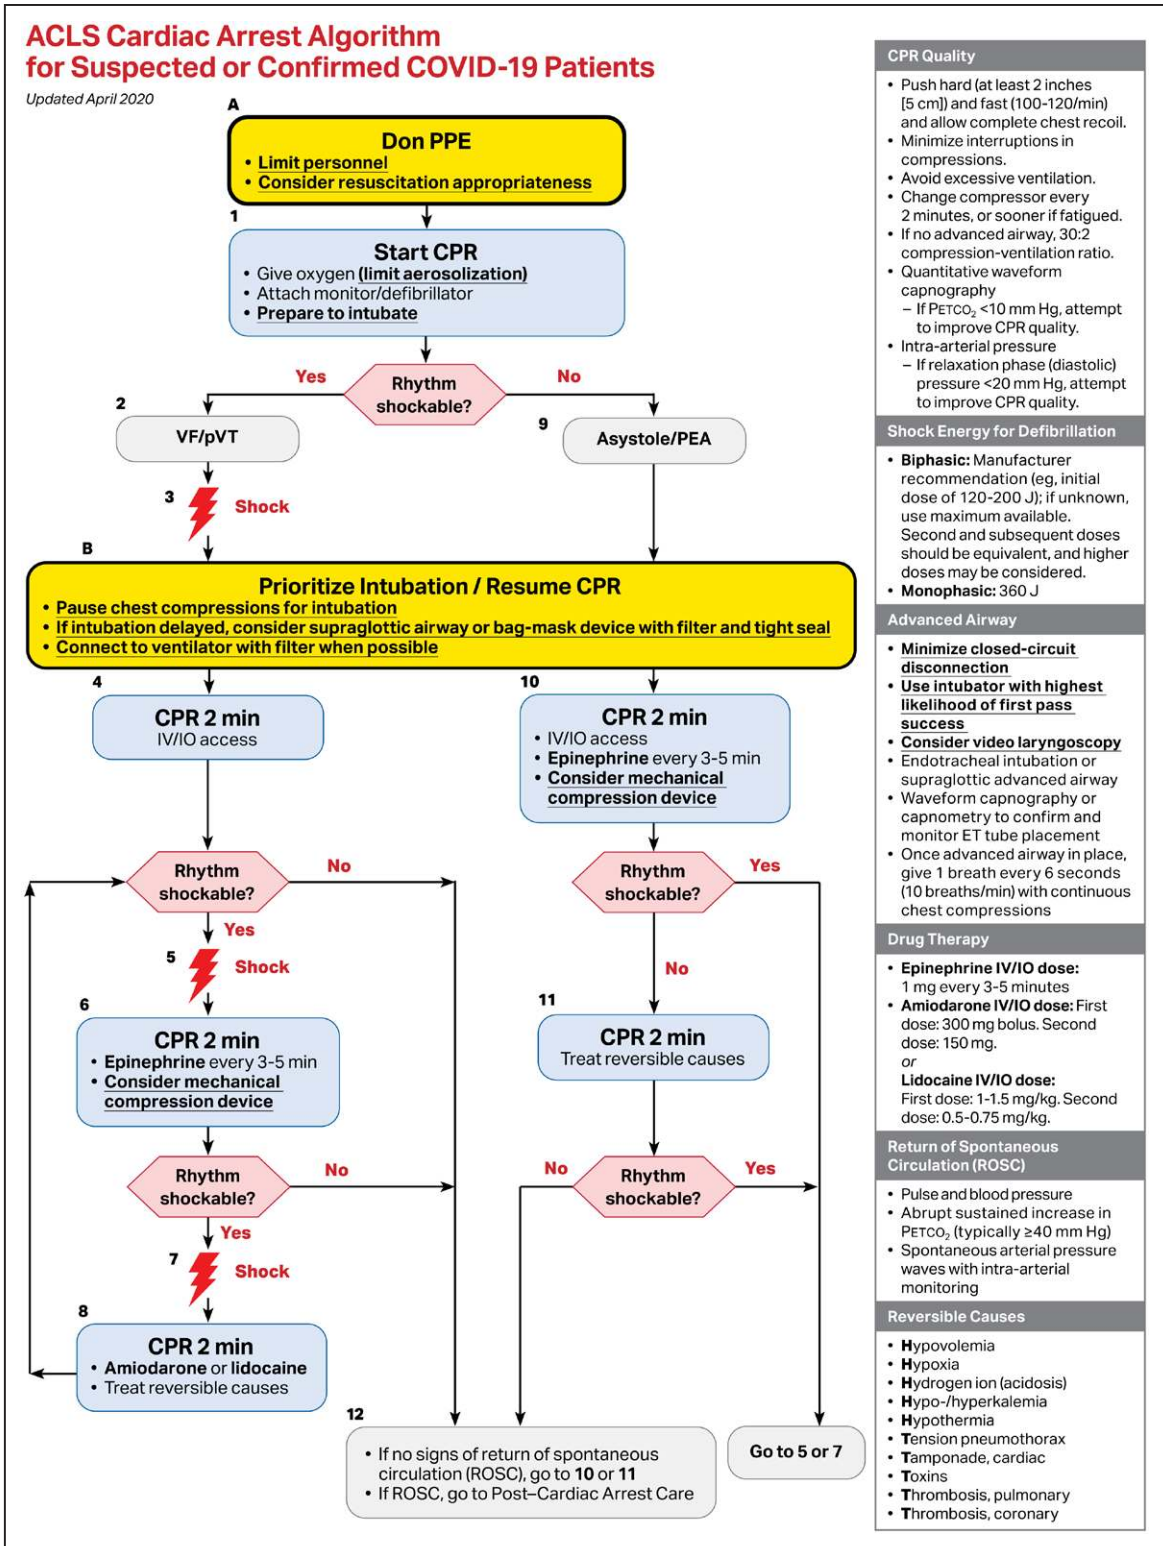 ACLS Cardiac Arrest Algorithm
for Suspected or Confirmed COVID-19 Patients
Updated April 2020
A
Don PPE
• Limit personnel
• Consider resuscitation appropriateness
1
Start CPR
• Give oxygen (limit aerosolization)
• Attach monitor/defibrillator
• Prepare to intubate
Rhythm
shockable?
Yes
No
2
VF/pVT
9
Asystole/PEA
3
Shock
B
Prioritize Intubation / Resume CPR
• Pause chest compressions for intubation
• If intubation delayed, consider supraglottic airway or bag-mask device with filter and tight seal
• Connect to ventilator with filter when possible
4
CPR 2 min
IV/IO access
10
CPR 2 min
• IV/IO access
• Epinephrine every 3-5 min
• Consider mechanical
compression device
Rhythm
shockable?
No
Yes
Rhythm
shockable?
Yes
No
5
Shock
6
CPR 2 min
• Epinephrine every 3-5 min
• Consider mechanical
compression device
11
CPR 2 min
Treat reversible causes
Rhythm
shockable?
No
Yes
Rhythm
shockable?
No
Yes
7
Shock
8
CPR 2 min
• Amiodarone or lidocaine
• Treat reversible causes
12
• If no signs of return of spontaneous
circulation (ROSC), go to 10 or 11
• If ROSC, go to Post–Cardiac Arrest Care
Go to 5 or 7
CPR Quality
• Push hard (at least 2 inches
[5 cm]) and fast (100-120/min)
and allow complete chest recoil.
• Minimize interruptions in
compressions.
• Avoid excessive ventilation.
• Change compressor every
2 minutes, or sooner if fatigued.
• If no advanced airway, 30:2
compression-ventilation ratio.
• Quantitative waveform
capnography
– If PETCO₂ <10 mm Hg, attempt
to improve CPR quality.
• Intra-arterial pressure
– If relaxation phase (diastolic)
pressure <20 mm Hg, attempt
to improve CPR quality.
Shock Energy for Defibrillation
• Biphasic: Manufacturer
recommendation (eg, initial
dose of 120-200 J); if unknown,
use maximum available.
Second and subsequent doses
should be equivalent, and higher
doses may be considered.
• Monophasic: 360 J
Advanced Airway
• Minimize closed-circuit
disconnection
• Use intubator with highest
likelihood of first pass
success
• Consider video laryngoscopy
• Endotracheal intubation or
supraglottic advanced airway
• Waveform capnography or
capnometry to confirm and
monitor ET tube placement
• Once advanced airway in place,
give 1 breath every 6 seconds
(10 breaths/min) with continuous
chest compressions
Drug Therapy
• Epinephrine IV/IO dose:
1 mg every 3-5 minutes
• Amiodarone IV/IO dose: First
dose: 300 mg bolus. Second
dose: 150 mg.
or
Lidocaine IV/IO dose:
First dose: 1-1.5 mg/kg. Second
dose: 0.5-0.75 mg/kg.
Return of Spontaneous
Circulation (ROSC)
• Pulse and blood pressure
• Abrupt sustained increase in
PETCO₂ (typically ≥40 mm Hg)
• Spontaneous arterial pressure
waves with intra-arterial
monitoring
Reversible Causes
• Hypovolemia
• Hypoxia
• Hydrogen ion (acidosis)
• Hypo-/hyperkalemia
• Hypothermia
• Tension pneumothorax
• Tamponade, cardiac
• Toxins
• Thrombosis, pulmonary
• Thrombosis, coronary